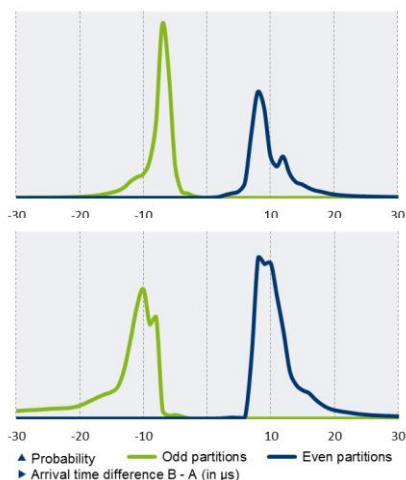 -30 -20 -10 10 20 30
-30 -20 -10 10 20 30
▲ Probability Odd partitions Even partitions
► Arrival time difference B - A (in µs)